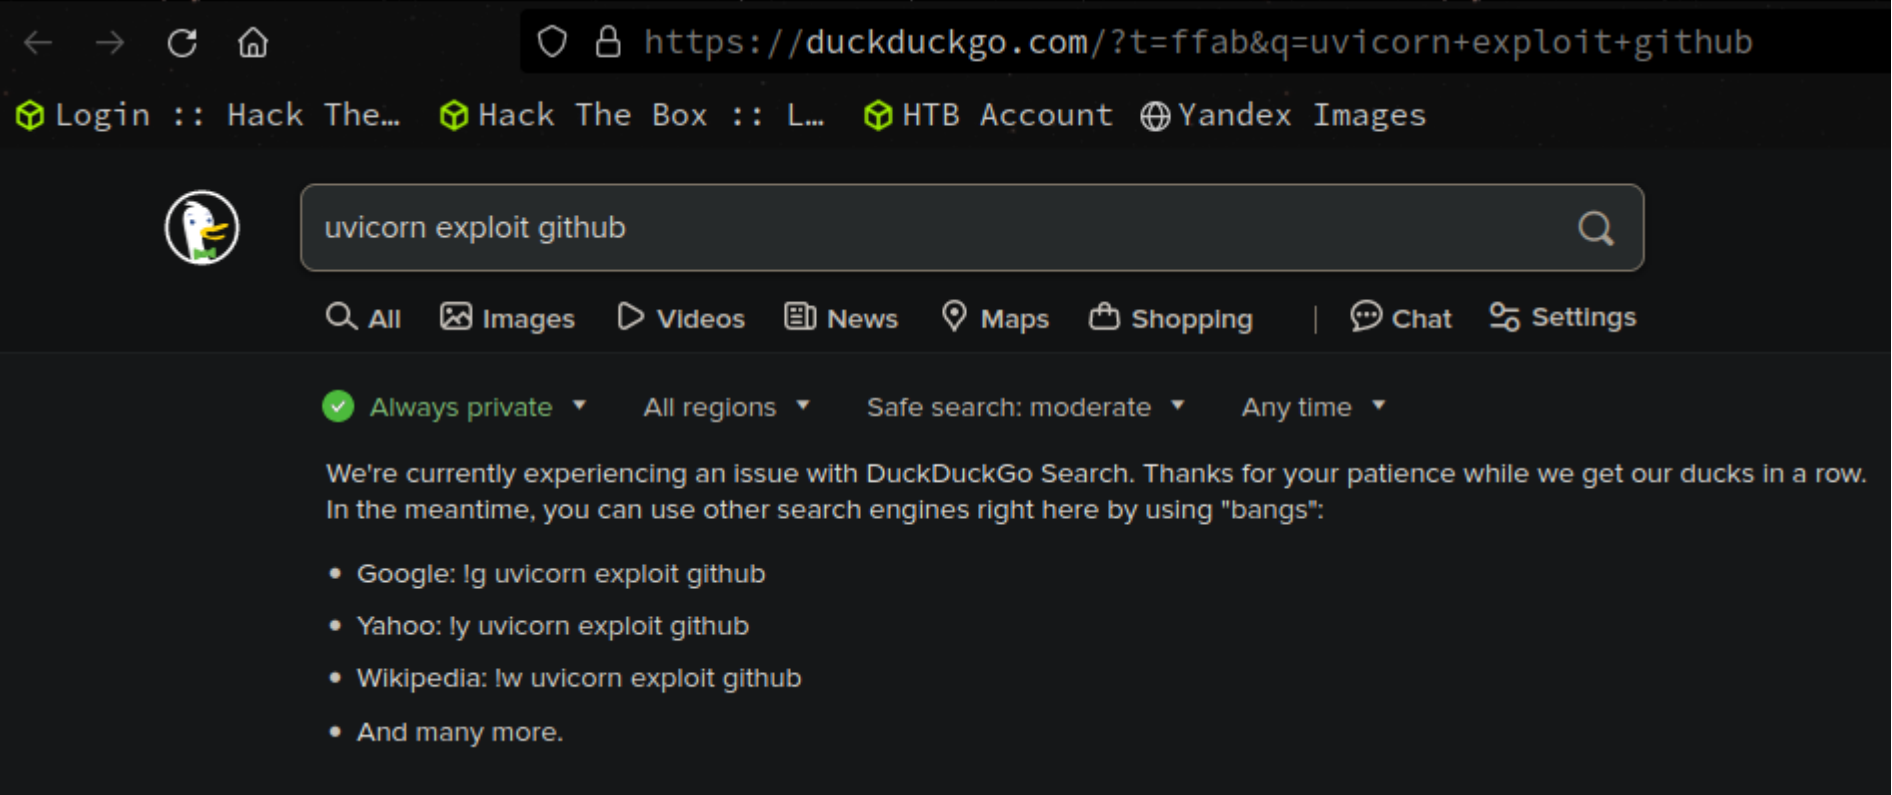 https://duckduckgo.com/?t=ffab&q=uvicorn+exploit+github
Login :: Hack The… Hack The Box :: L… HTB Account Yandex Images
uvicorn exploit github
All Images Videos News Maps Shopping | Chat Settings
Always private All regions Safe search: moderate Any time
We're currently experiencing an issue with DuckDuckGo Search. Thanks for your patience while we get our ducks in a row.
In the meantime, you can use other search engines right here by using "bangs":
• Google: !g uvicorn exploit github
• Yahoo: !y uvicorn exploit github
• Wikipedia: !w uvicorn exploit github
• And many more.